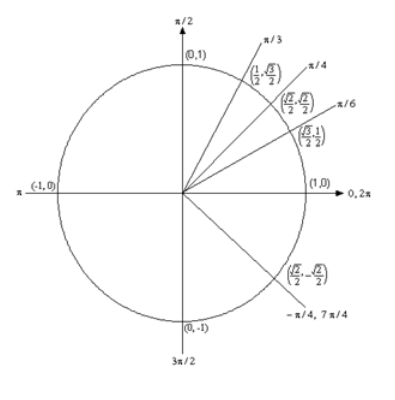 π/2
π/3
(0,1)
(1/2, √3/2)
π/4
(√2/2, √2/2)
π/6
(√3/2, 1/2)
π
(-1, 0)
(1,0)
0, 2π
(√2/2, -√2/2)
-π/4, 7π/4
(0, -1)
3π/2